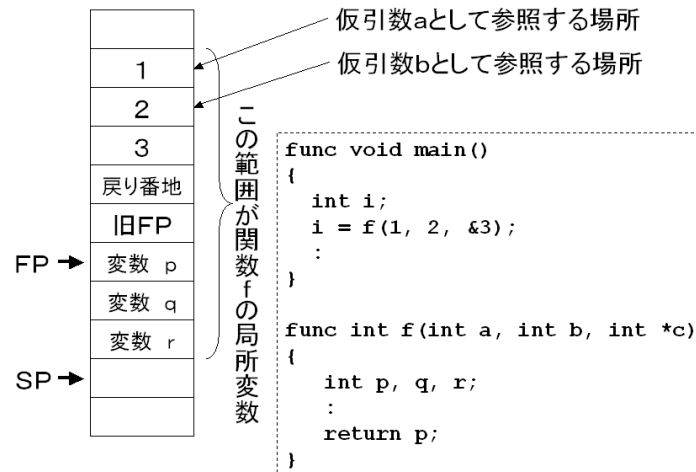 仮引数aとして参照する場所
仮引数bとして参照する場所
1
2
3
戻り番地
旧FP
FP
変数 p
変数 q
変数 r
SP
この範囲が関数fの局所変数
func void main()
{
int i;
i = f(1, 2, &3);
:
}
func int f(int a, int b, int *c)
{
int p, q, r;
:
return p;
}